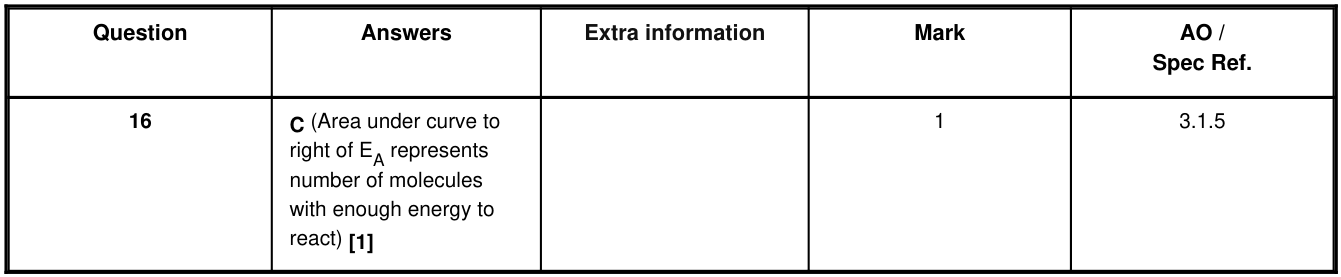 Question Answers Extra information Mark AO /
Spec Ref.
16 C (Area under curve to 1 3.1.5
right of EA represents
number of molecules
with enough energy to
react) [1]